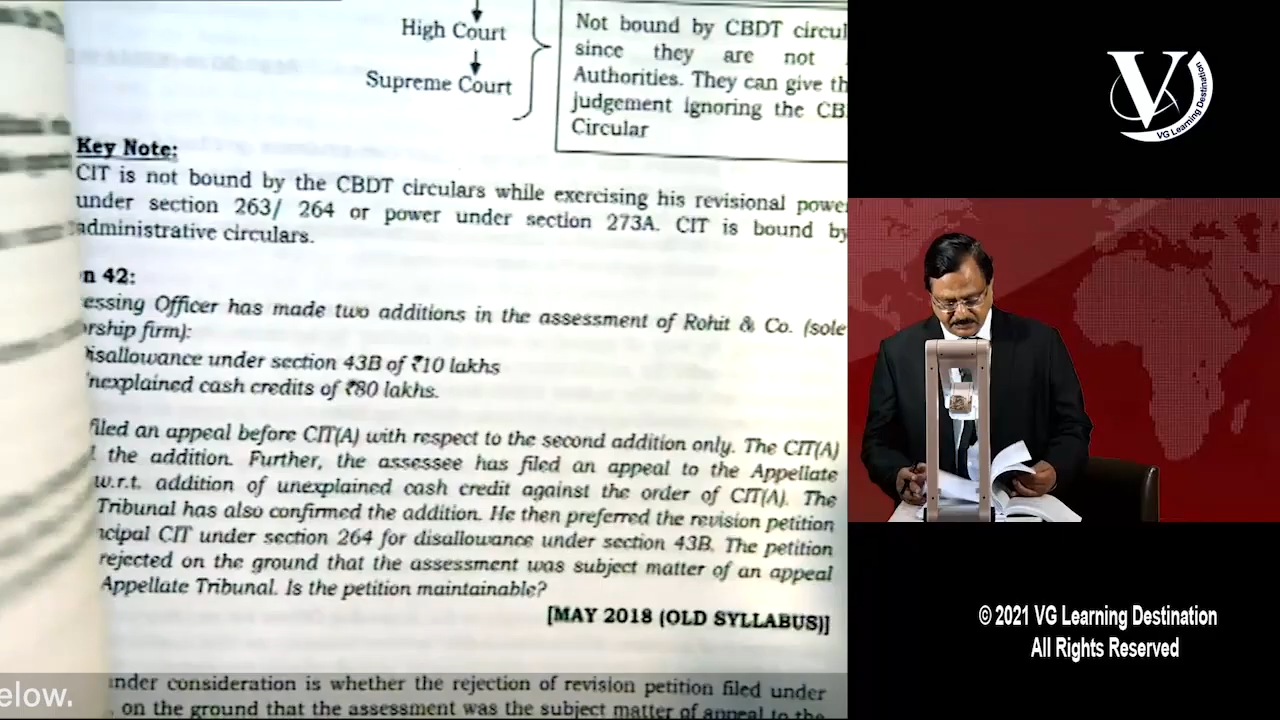 High Court
Supreme Court
Not bound by CBDT circul
since they are not
Authorities. They can give th
judgement ignoring the CB
Circular
Key Note:
CIT is not bound by the CBDT circulars while exercising his revisional power
under section 263/ 264 or power under section 273A. CIT is bound by
administrative circulars.
n 42:
essing Officer has made two additions in the assessment of Rohit & Co. (sole
orship firm):
Disallowance under section 43B of ₹10 lakhs
Unexplained cash credits of ₹80 lakhs.
filed an appeal before CIT(A) with respect to the second addition only. The CIT(A)
the addition. Further, the assessee has filed an appeal to the Appellate
w.r.t. addition of unexplained cash credit against the order of CIT(A). The
Tribunal has also confirmed the addition. He then preferred the revision petition
ncipal CIT under section 264 for disallowance under section 43B. The petition
rejected on the ground that the assessment was subject matter of an appeal
Appellate Tribunal. Is the petition maintainable?
[MAY 2018 (OLD SYLLABUS)]
under consideration is whether the rejection of revision petition filed under
on the ground that the assessment was the subject matter of appeal to the
elow.
V
VG Learning Destination
© 2021 VG Learning Destination
All Rights Reserved